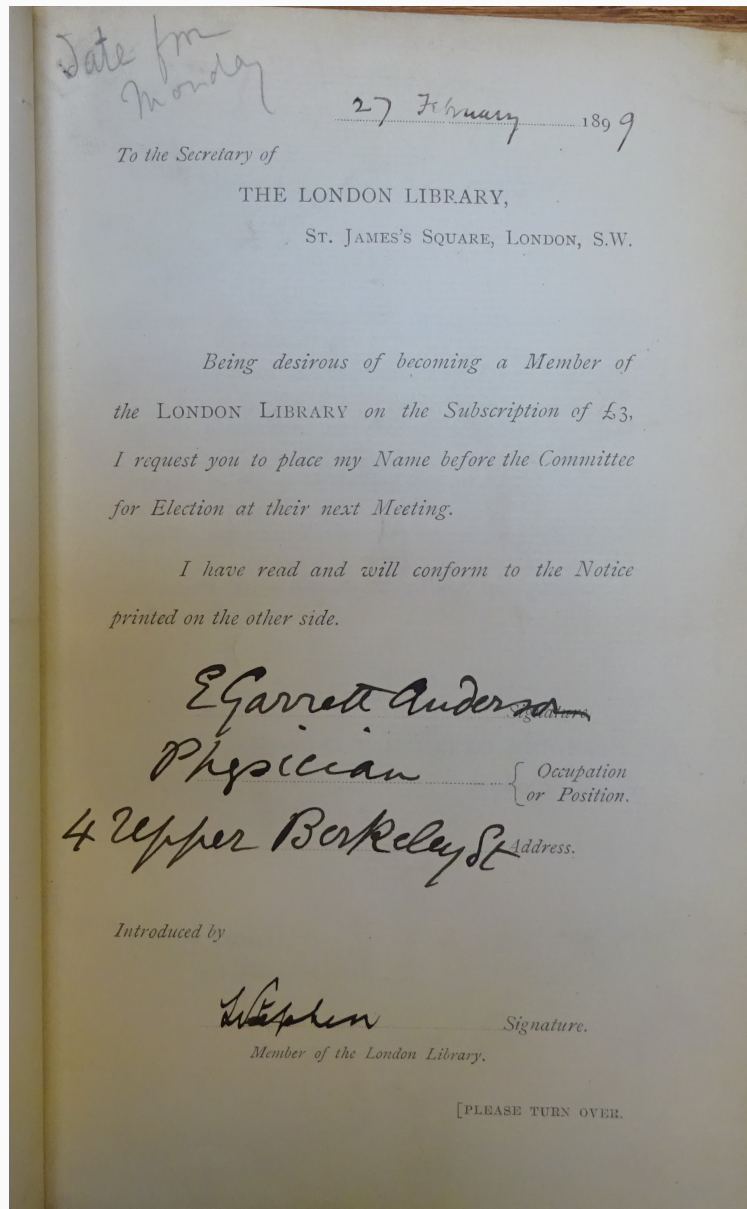 Date from
Monday
27 February 1899
To the Secretary of
THE LONDON LIBRARY,
ST. JAMES'S SQUARE, LONDON, S.W.
Being desirous of becoming a Member of
the LONDON LIBRARY on the Subscription of £3,
I request you to place my Name before the Committee
for Election at their next Meeting.
I have read and will conform to the Notice
printed on the other side.
E Garrett Anderson Signature
Physician { Occupation
or Position.
4 Upper Berkeley St Address.
Introduced by
L Stephen Signature.
Member of the London Library.
[PLEASE TURN OVER.